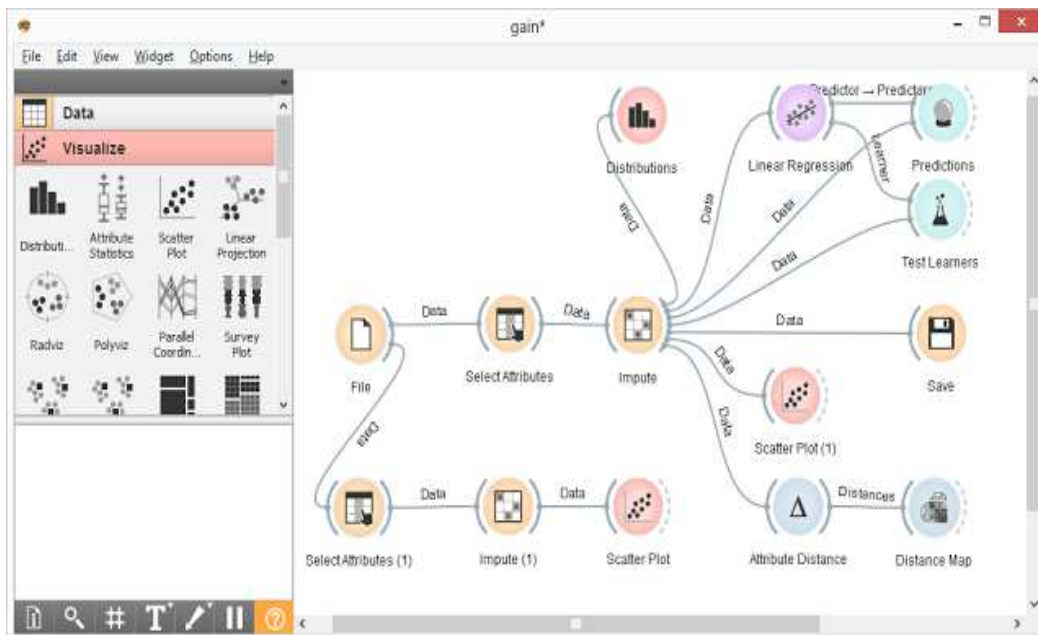 gain*
File Edit View Widget Options Help
Data
Visualize
Distributi...
Attribute
Statistics
Scatter
Plot
Linear
Projection
Radviz
Polyviz
Parallel
Coordin...
Survey
Plot
Predictor → Predictors
Distributions
Linear Regression
Predictions
Learner
Data
Data
Data
Data
Test Learners
Data
Data
Data
File
Select Attributes
Impute
Save
Data
Data
Scatter Plot (1)
Data
Data
Data
Distances
Select Attributes (1)
Impute (1)
Scatter Plot
Δ
Attribute Distance
Distance Map
T
?